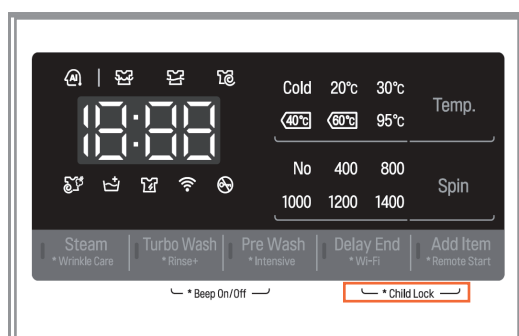 AI
18:88
Cold 20°c 30°c
40°c 60°c 95°c
Temp.
No 400 800
1000 1200 1400
Spin
Steam
* Wrinkle Care
Turbo Wash
* Rinse+
Pre Wash
* Intensive
Delay End
* Wi-Fi
Add Item
* Remote Start
* Beep On/Off
* Child Lock